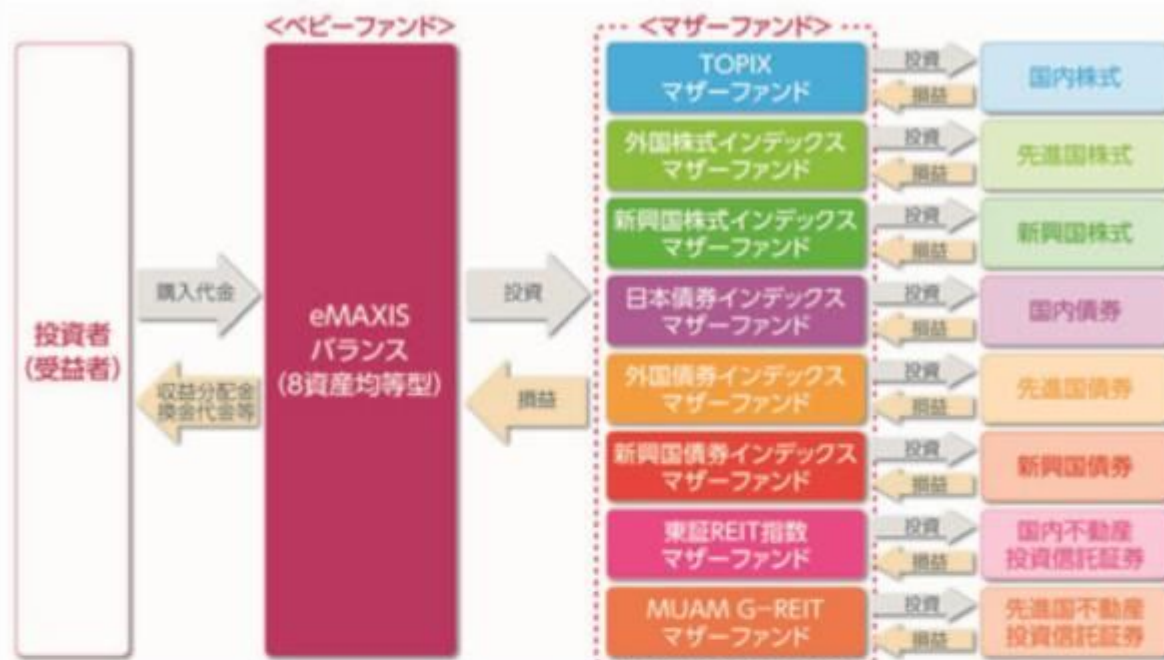 <ベビーファンド>
<マザーファンド>
投資者
(受益者)
購入代金
収益分配金
換金代金等
eMAXIS
バランス
(8資産均等型)
投資
損益
TOPIX
マザーファンド
投資
損益
国内株式
外国株式インデックス
マザーファンド
投資
損益
先進国株式
新興国株式インデックス
マザーファンド
投資
損益
新興国株式
日本債券インデックス
マザーファンド
投資
損益
国内債券
外国債券インデックス
マザーファンド
投資
損益
先進国債券
新興国債券インデックス
マザーファンド
投資
損益
新興国債券
東証REIT指数
マザーファンド
投資
損益
国内不動産
投資信託証券
MUAM G-REIT
マザーファンド
投資
損益
先進国不動産
投資信託証券